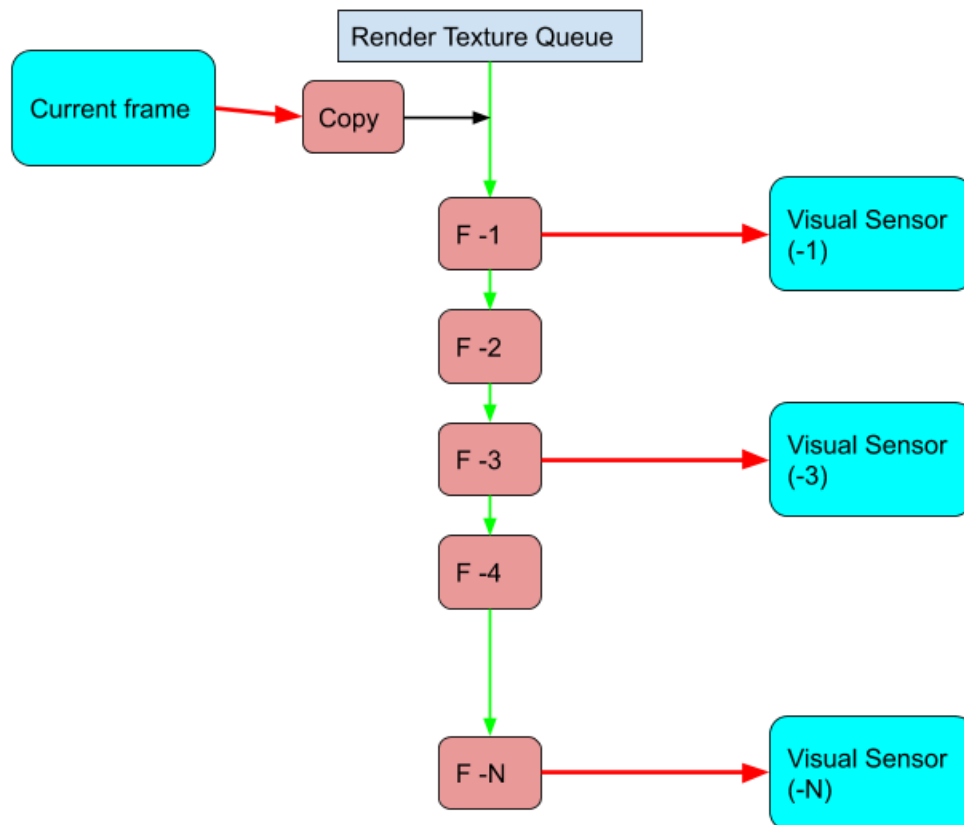 Render Texture Queue
Current frame
Copy
F -1
Visual Sensor
(-1)
F -2
F -3
Visual Sensor
(-3)
F -4
F -N
Visual Sensor
(-N)